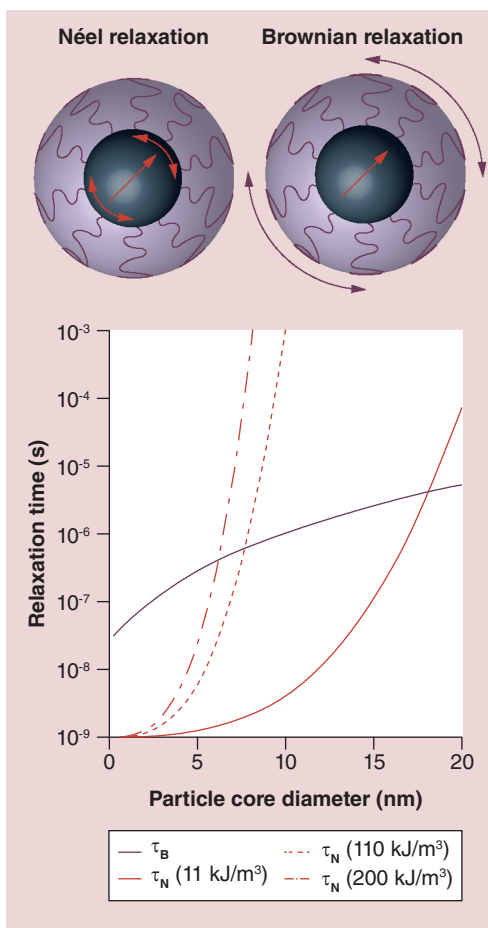 Néel relaxation
Brownian relaxation
10⁻³
10⁻⁴
10⁻⁵
10⁻⁶
10⁻⁷
10⁻⁸
10⁻⁹
Relaxation time (s)
0 5 10 15 20
Particle core diameter (nm)
τB
τN (11 kJ/m³)
τN (110 kJ/m³)
τN (200 kJ/m³)